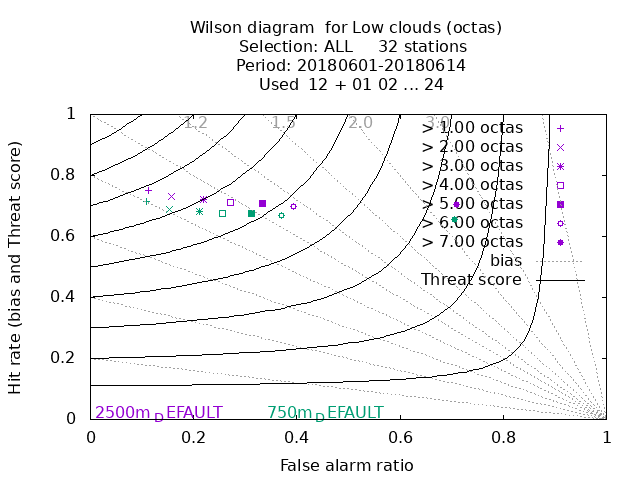 Wilson diagram for Low clouds (octas)
Selection: ALL 32 stations
Period: 20180601-20180614
Used 12 + 01 02 ... 24
Hit rate (bias and Threat score)
1
0.8
0.6
0.4
0.2
0
1.2 1.5 2.0 3.0
> 1.00 octas
> 2.00 octas
> 3.00 octas
> 4.00 octas
> 5.00 octas
> 6.00 octas
> 7.00 octas
bias
Threat score
2500m DEFAULT 750m DEFAULT
0 0.2 0.4 0.6 0.8 1
False alarm ratio